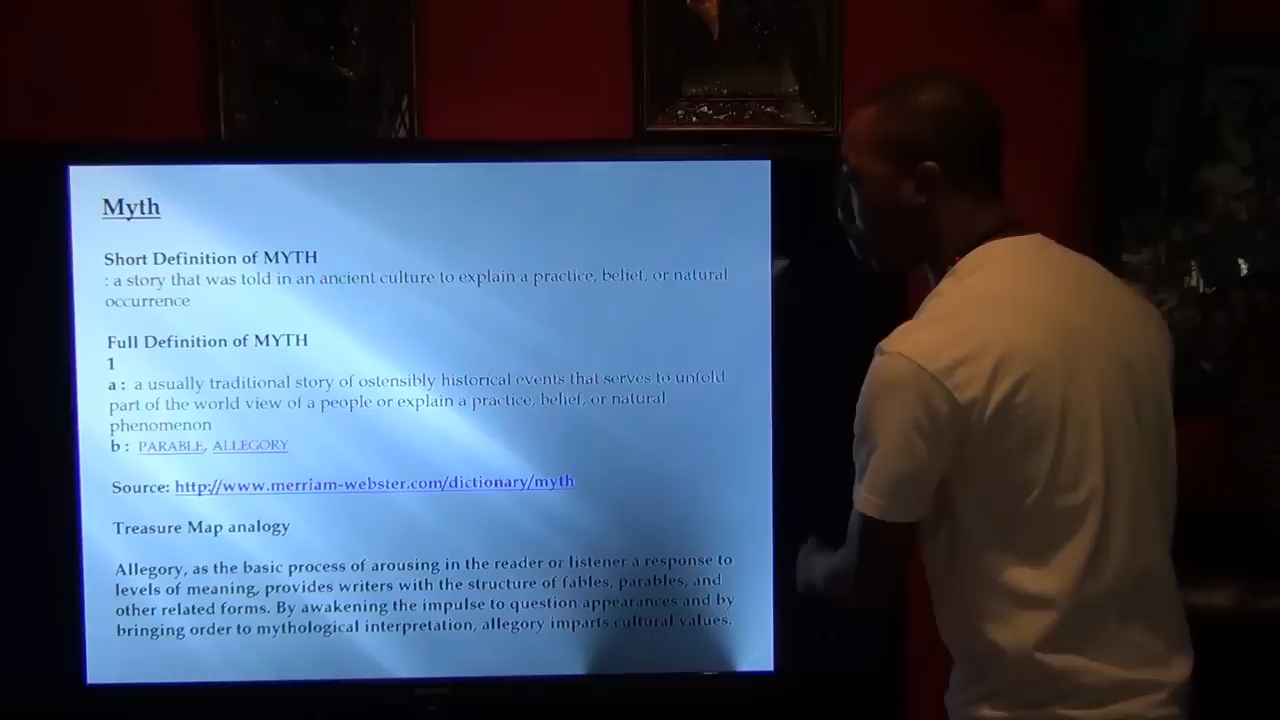 Myth
Short Definition of MYTH
: a story that was told in an ancient culture to explain a practice, belief, or natural
occurrence
Full Definition of MYTH
1
a : a usually traditional story of ostensibly historical events that serves to unfold
part of the world view of a people or explain a practice, belief, or natural
phenomenon
b : PARABLE, ALLEGORY
Source: http://www.merriam-webster.com/dictionary/myth
Treasure Map analogy
Allegory, as the basic process of arousing in the reader or listener a response to
levels of meaning, provides writers with the structure of fables, parables, and
other related forms. By awakening the impulse to question appearances and by
bringing order to mythological interpretation, allegory imparts cultural values.